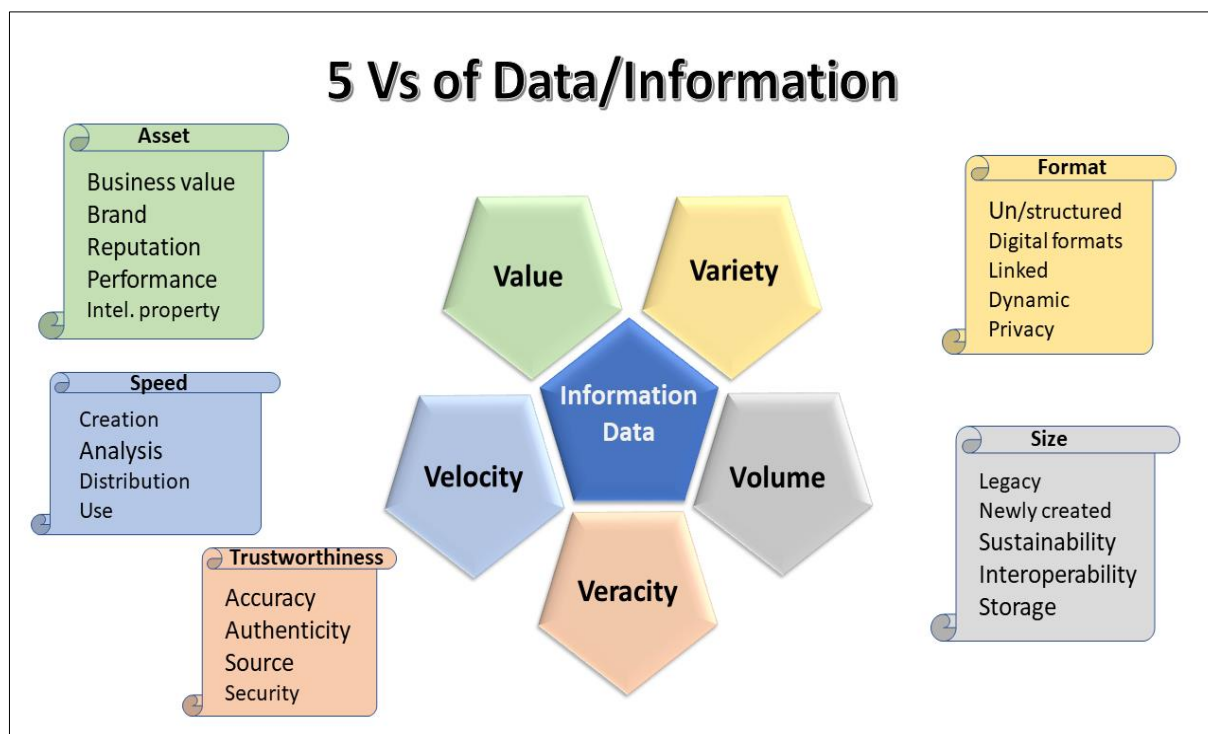 5 Vs of Data/Information
Asset
Business value
Brand
Reputation
Performance
Intel. property
Speed
Creation
Analysis
Distribution
Use
Trustworthiness
Accuracy
Authenticity
Source
Security
Value
Variety
Information
Data
Velocity
Volume
Veracity
Format
Un/structured
Digital formats
Linked
Dynamic
Privacy
Size
Legacy
Newly created
Sustainability
Interoperability
Storage